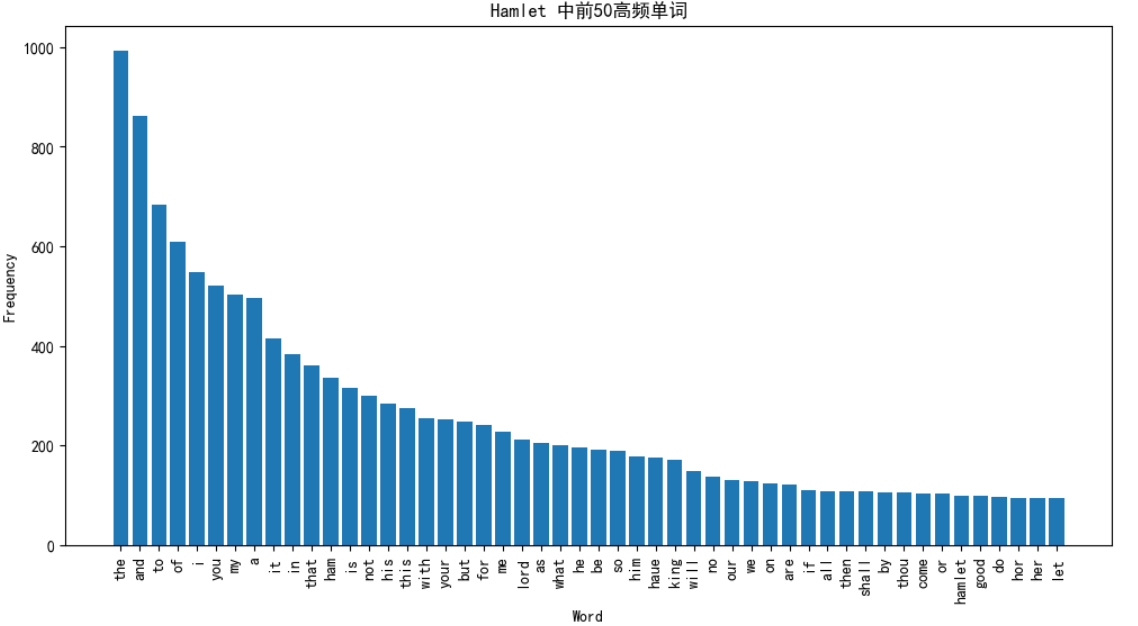 Hamlet 中前50高频单词
Frequency
1000
800
600
400
200
0
the and to of i you my a it in that ham is not his this with your but for me lord as what he be so him haue king will no our we on are if all then shall by thou come or hamlet good do hor her let
Word